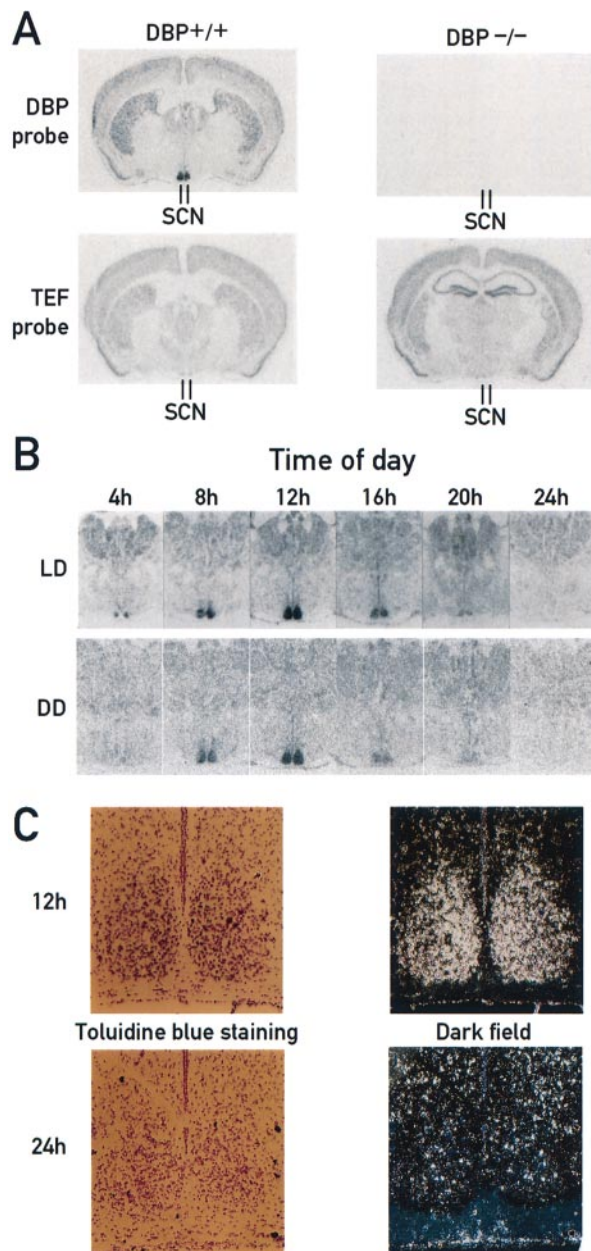 A
DBP+/+ DBP –/–
DBP
probe
SCN SCN
TEF
probe
SCN SCN
B
Time of day
4h 8h 12h 16h 20h 24h
LD
DD
C
12h
Toluidine blue staining Dark field
24h